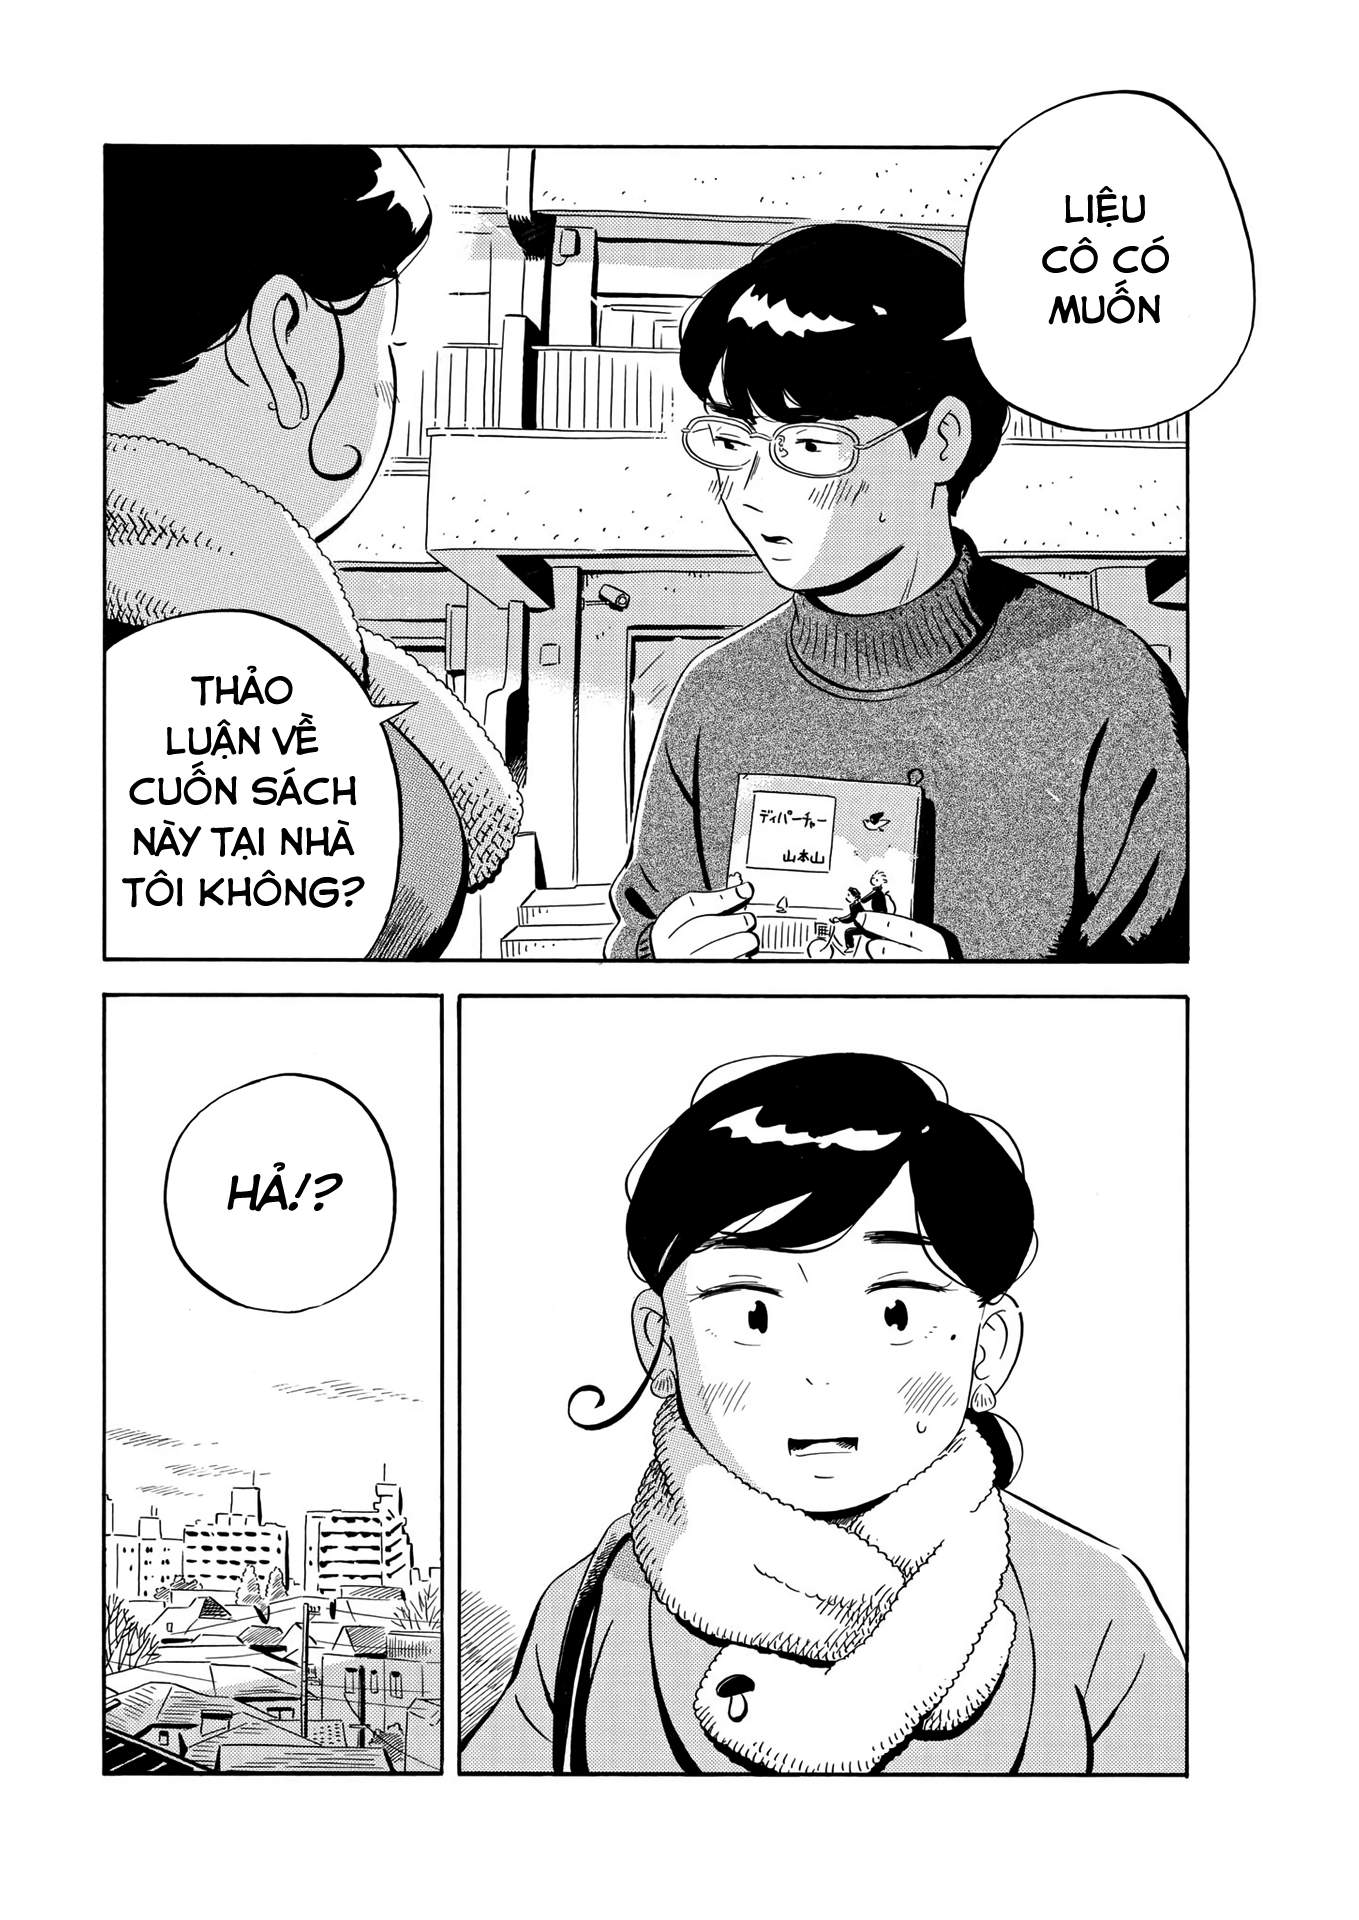 LIỆU
CÔ CÓ
MUỐN
THẢO
LUẬN VỀ
CUỐN SÁCH
NÀY TẠI NHÀ
TÔI KHÔNG?
ディパーチャー
山本山
HẢ!?